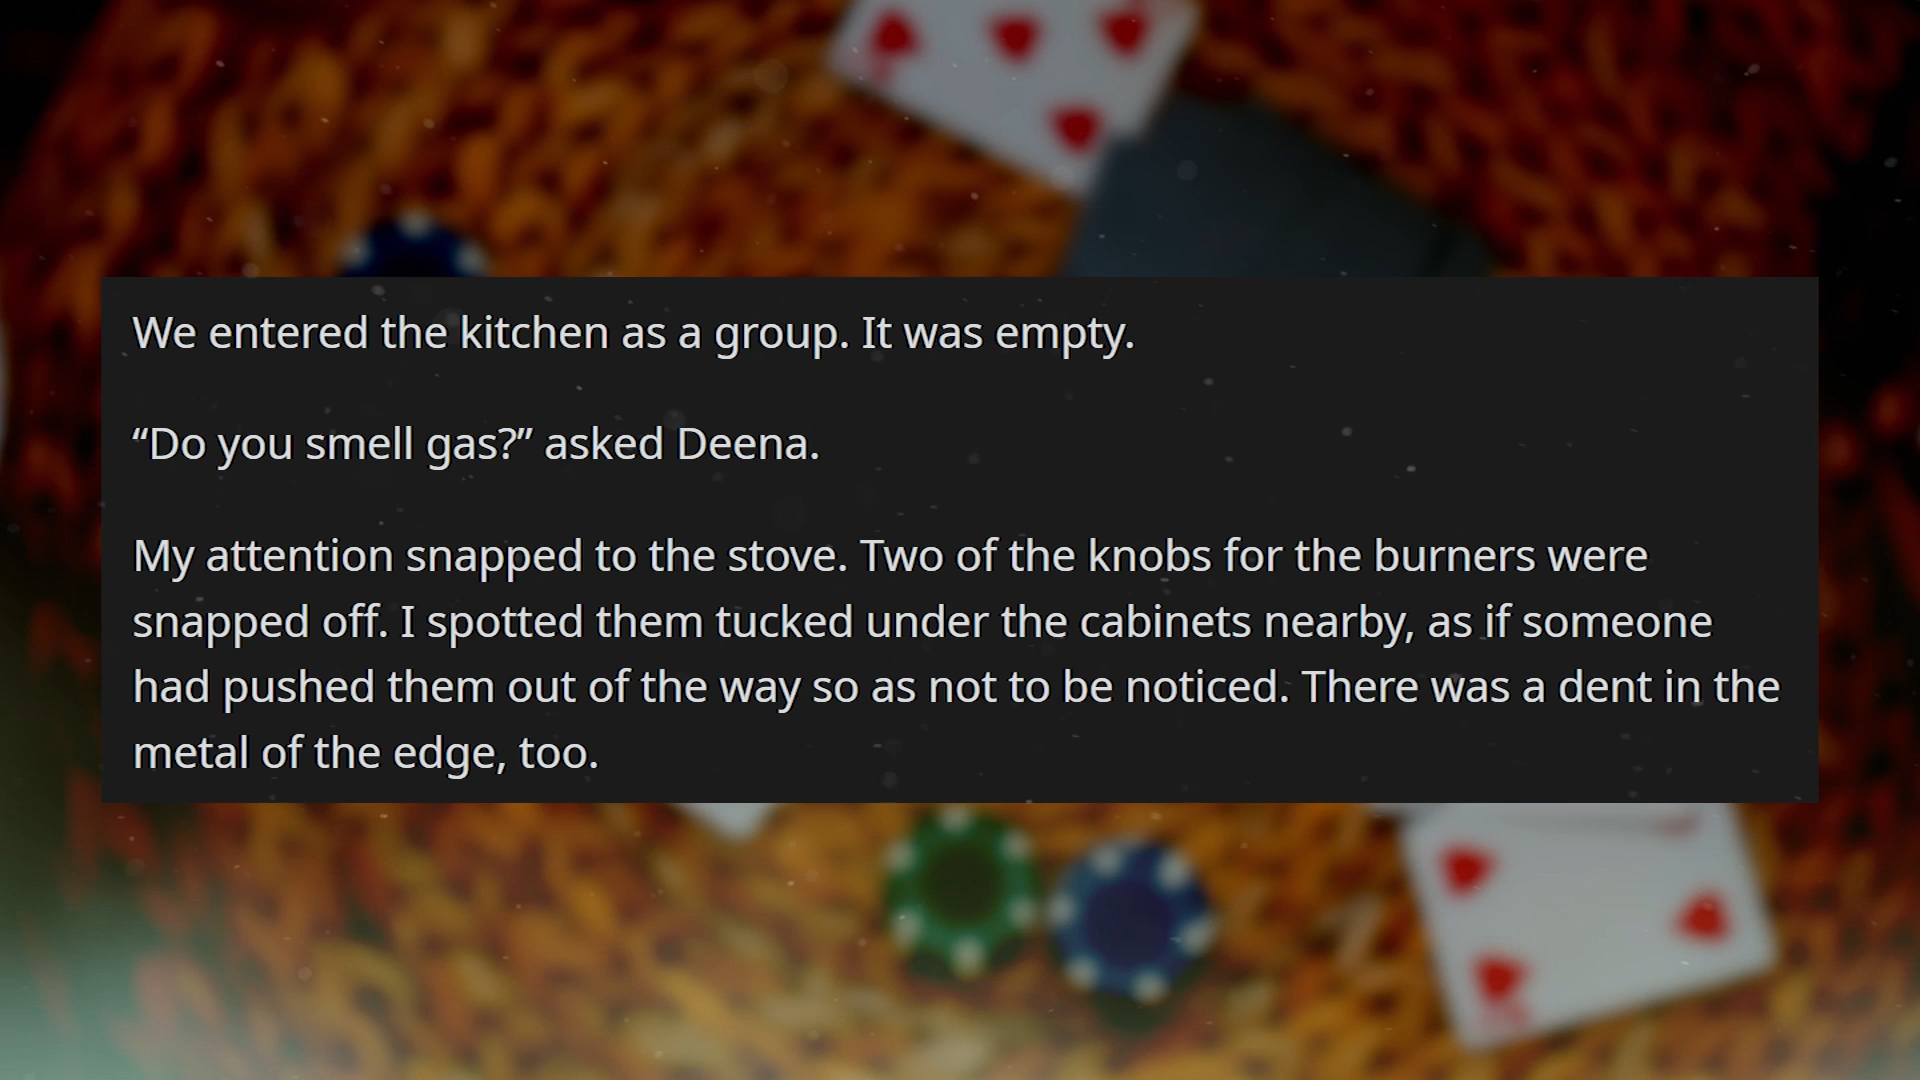 We entered the kitchen as a group. It was empty.
“Do you smell gas?” asked Deena.
My attention snapped to the stove. Two of the knobs for the burners were
snapped off. I spotted them tucked under the cabinets nearby, as if someone
had pushed them out of the way so as not to be noticed. There was a dent in the
metal of the edge, too.